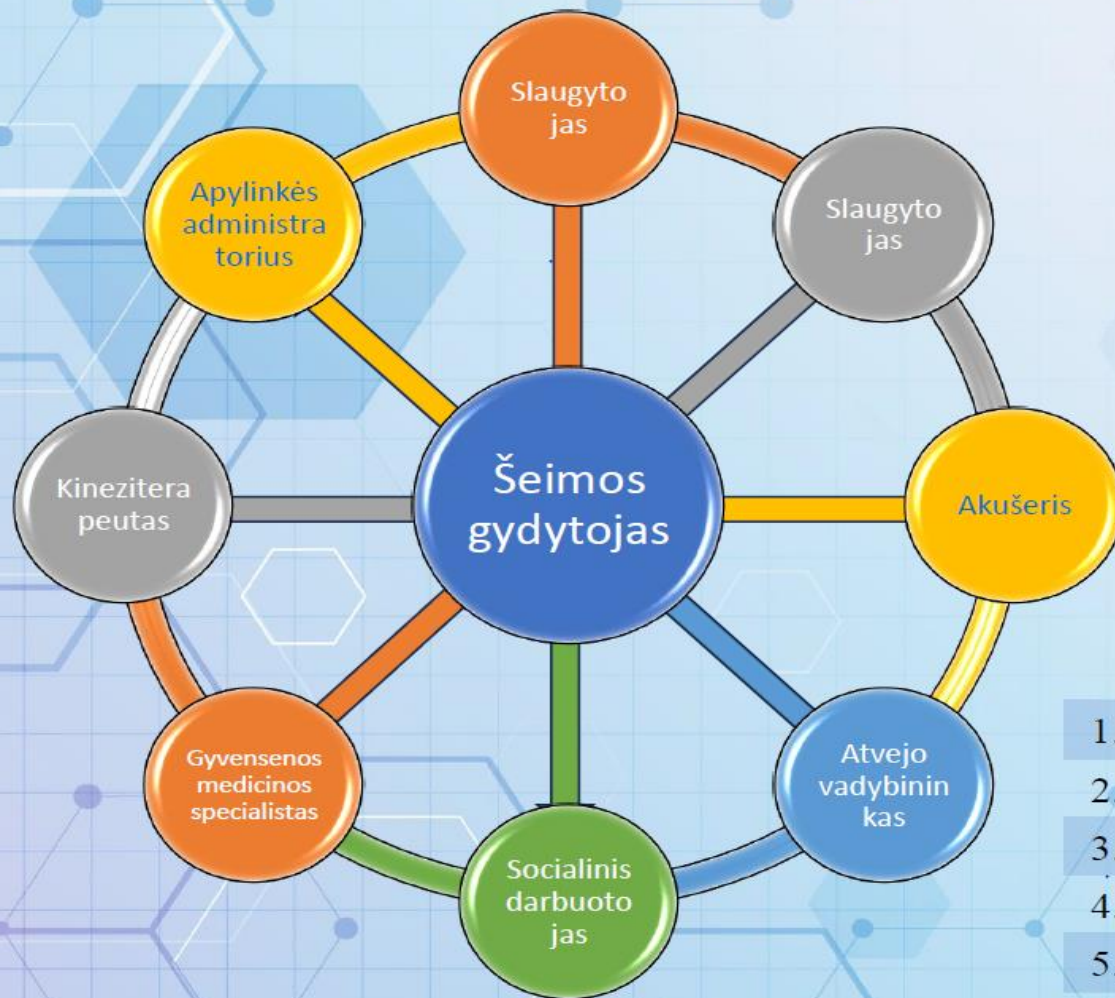 Slaugyto
jas
Slaugyto
jas
Akušeris
Atvejo
vadybinin
kas
Socialinis
darbuoto
jas
Gyvensenos
medicinos
specialistas
Kinezitera
peutas
Apylinkės
administra
torius
Šeimos
gydytojas
1.
2.
3.
4.
5.